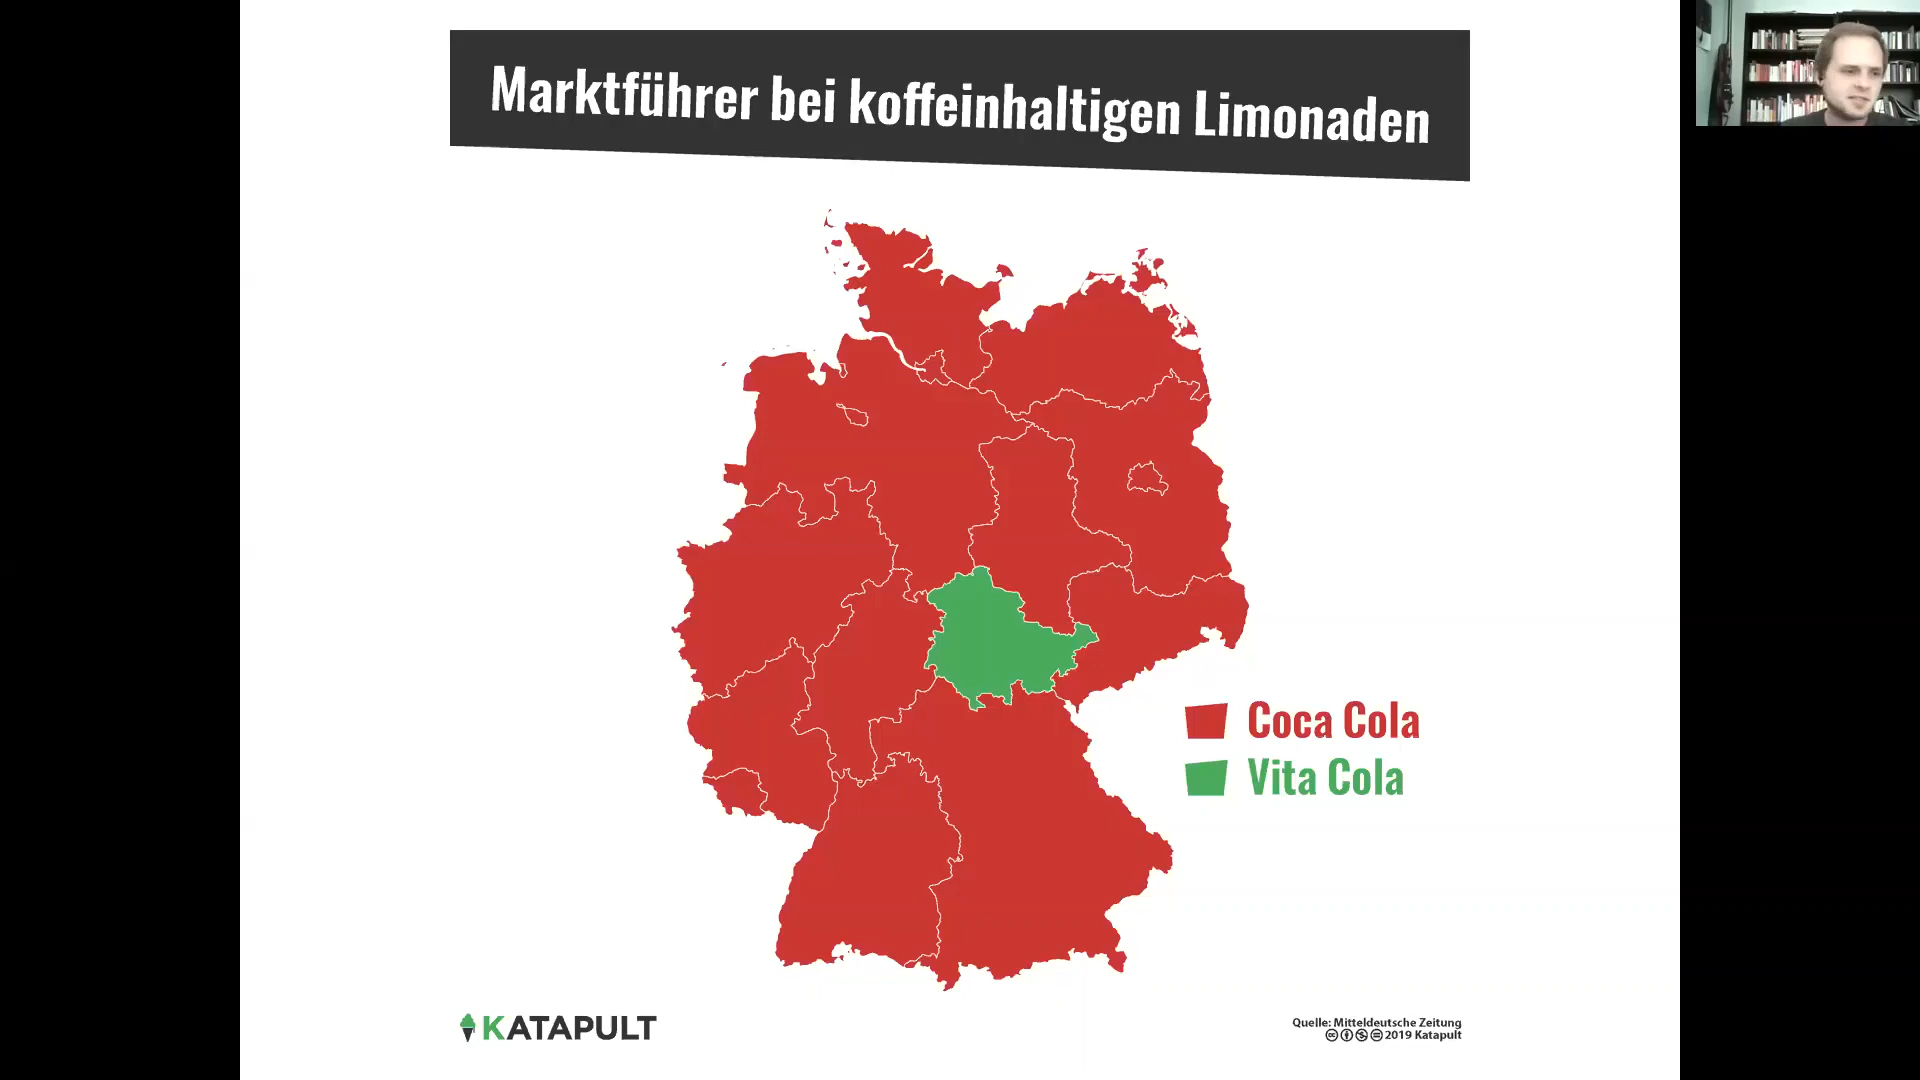 Marktführer bei koffeinhaltigen Limonaden
Coca Cola
Vita Cola
KATAPULT
Quelle: Mitteldeutsche Zeitung
2019 Katapult